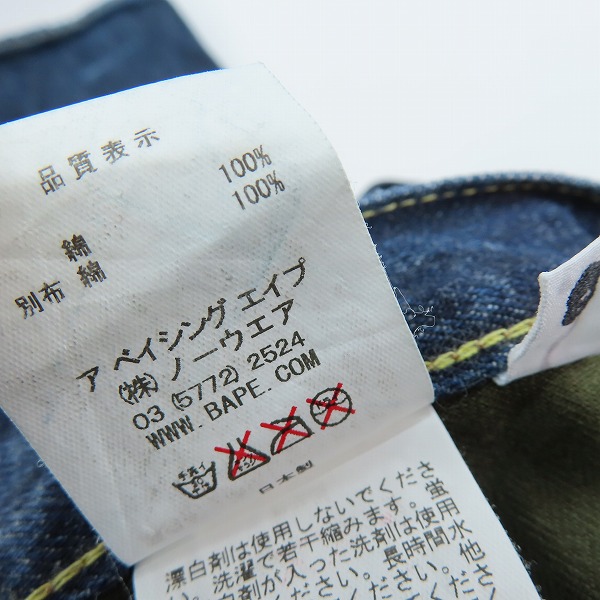 品質表示
綿 100%
別布 綿 100%
ア ベイシング エイプ
(株) ノーウエア
03 (5772) 2524
WWW.BAPE.COM
日本製
漂白剤は使用しないでくださ
い。洗濯で若干縮みます。蛍
白剤が入った洗剤は使用
ください。長時間水
他